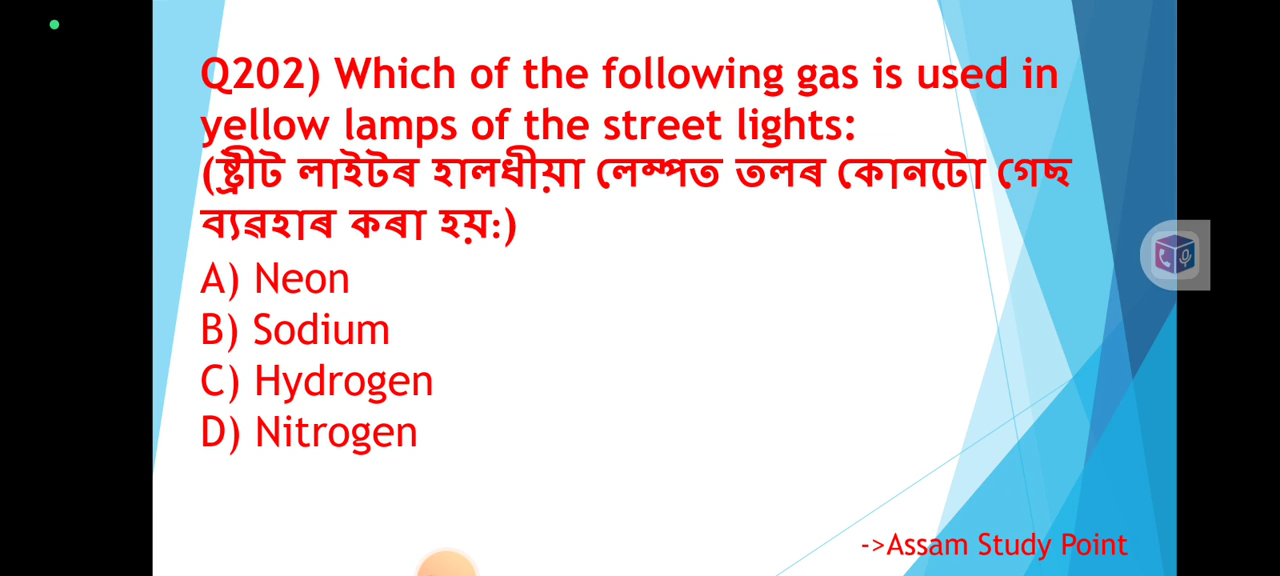 Q202) Which of the following gas is used in
yellow lamps of the street lights:
(ষ্ট্ৰীট লাইটৰ হালধীয়া লেম্পত তলৰ কোনটো গেছ
ব্যৱহাৰ কৰা হয়:)
A) Neon
B) Sodium
C) Hydrogen
D) Nitrogen
->Assam Study Point